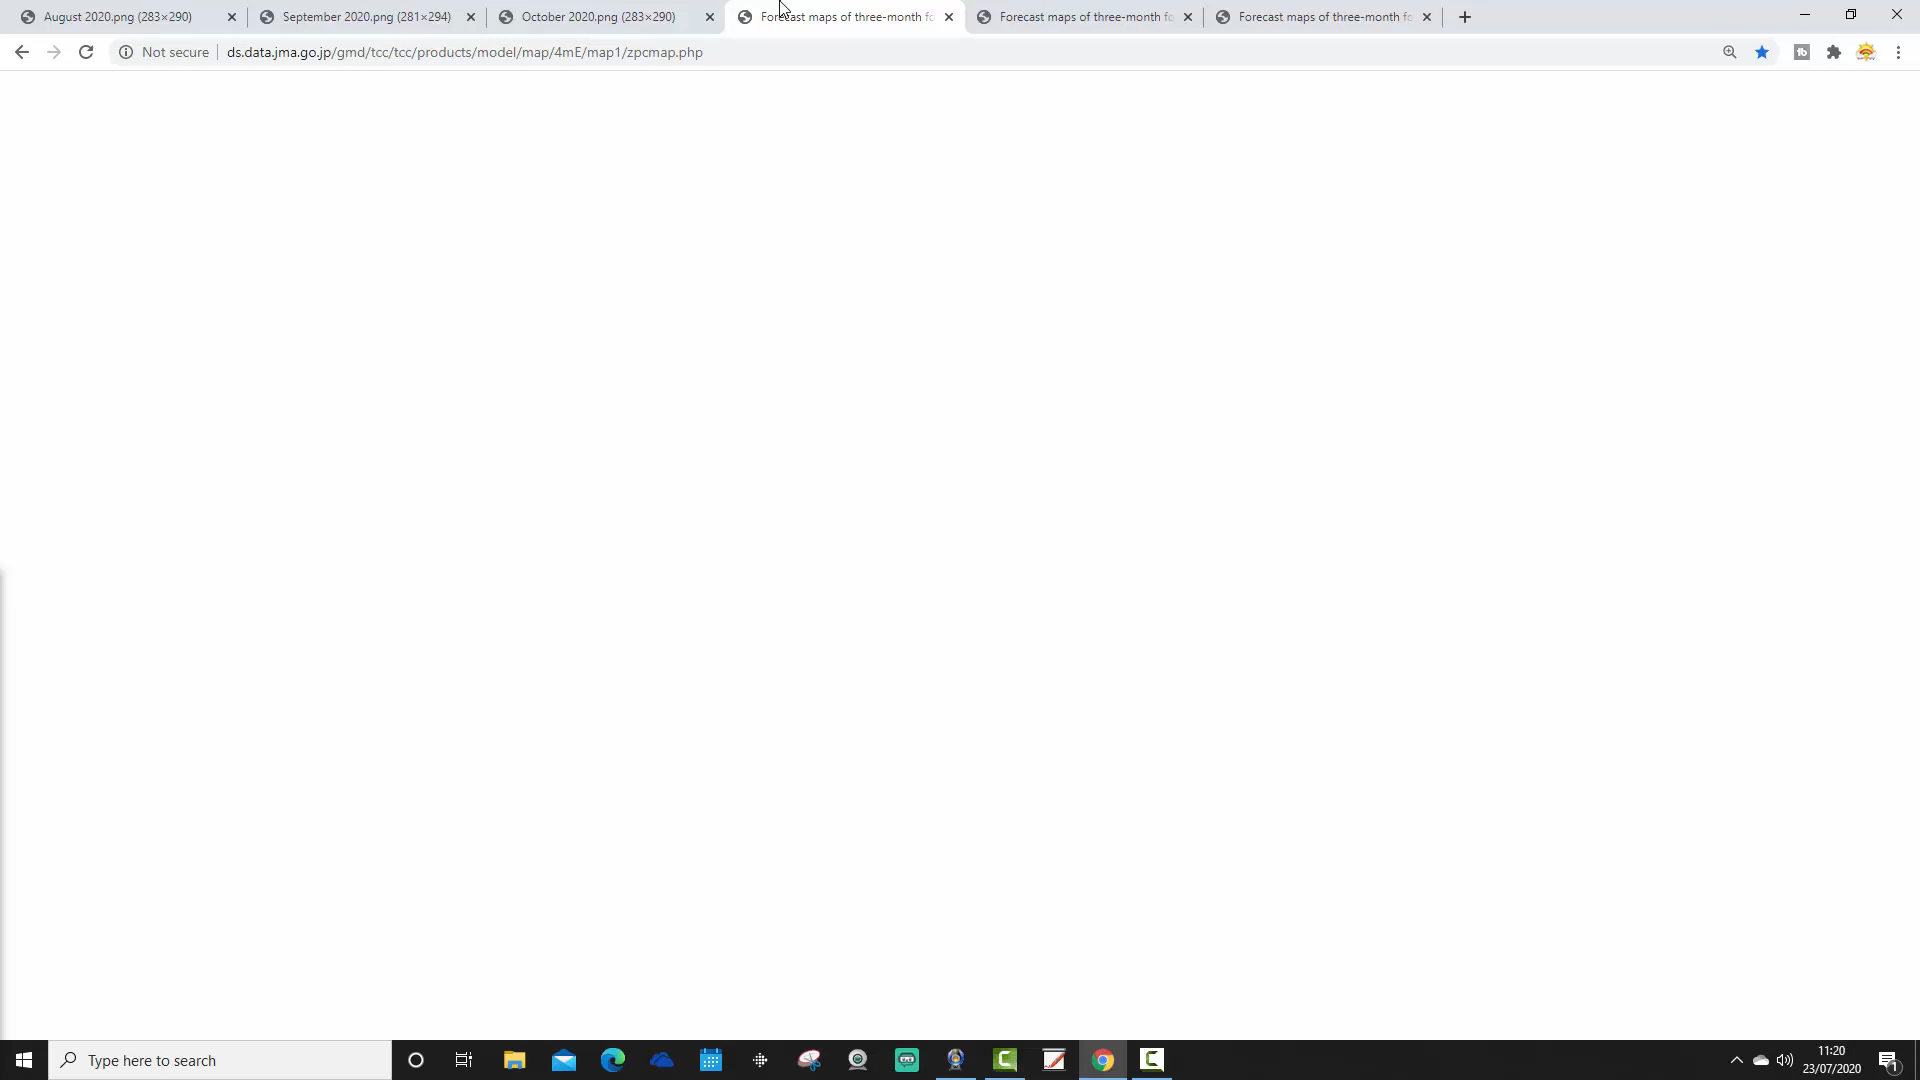 August 2020.png (283×290)
September 2020.png (281×294)
October 2020.png (283×290)
Forecast maps of three-month fo
Forecast maps of three-month fo
Forecast maps of three-month fo
Not secure
ds.data.jma.go.jp/gmd/tcc/tcc/products/model/map/4mE/map1/zpcmap.php
Type here to search
11:20
23/07/2020
1